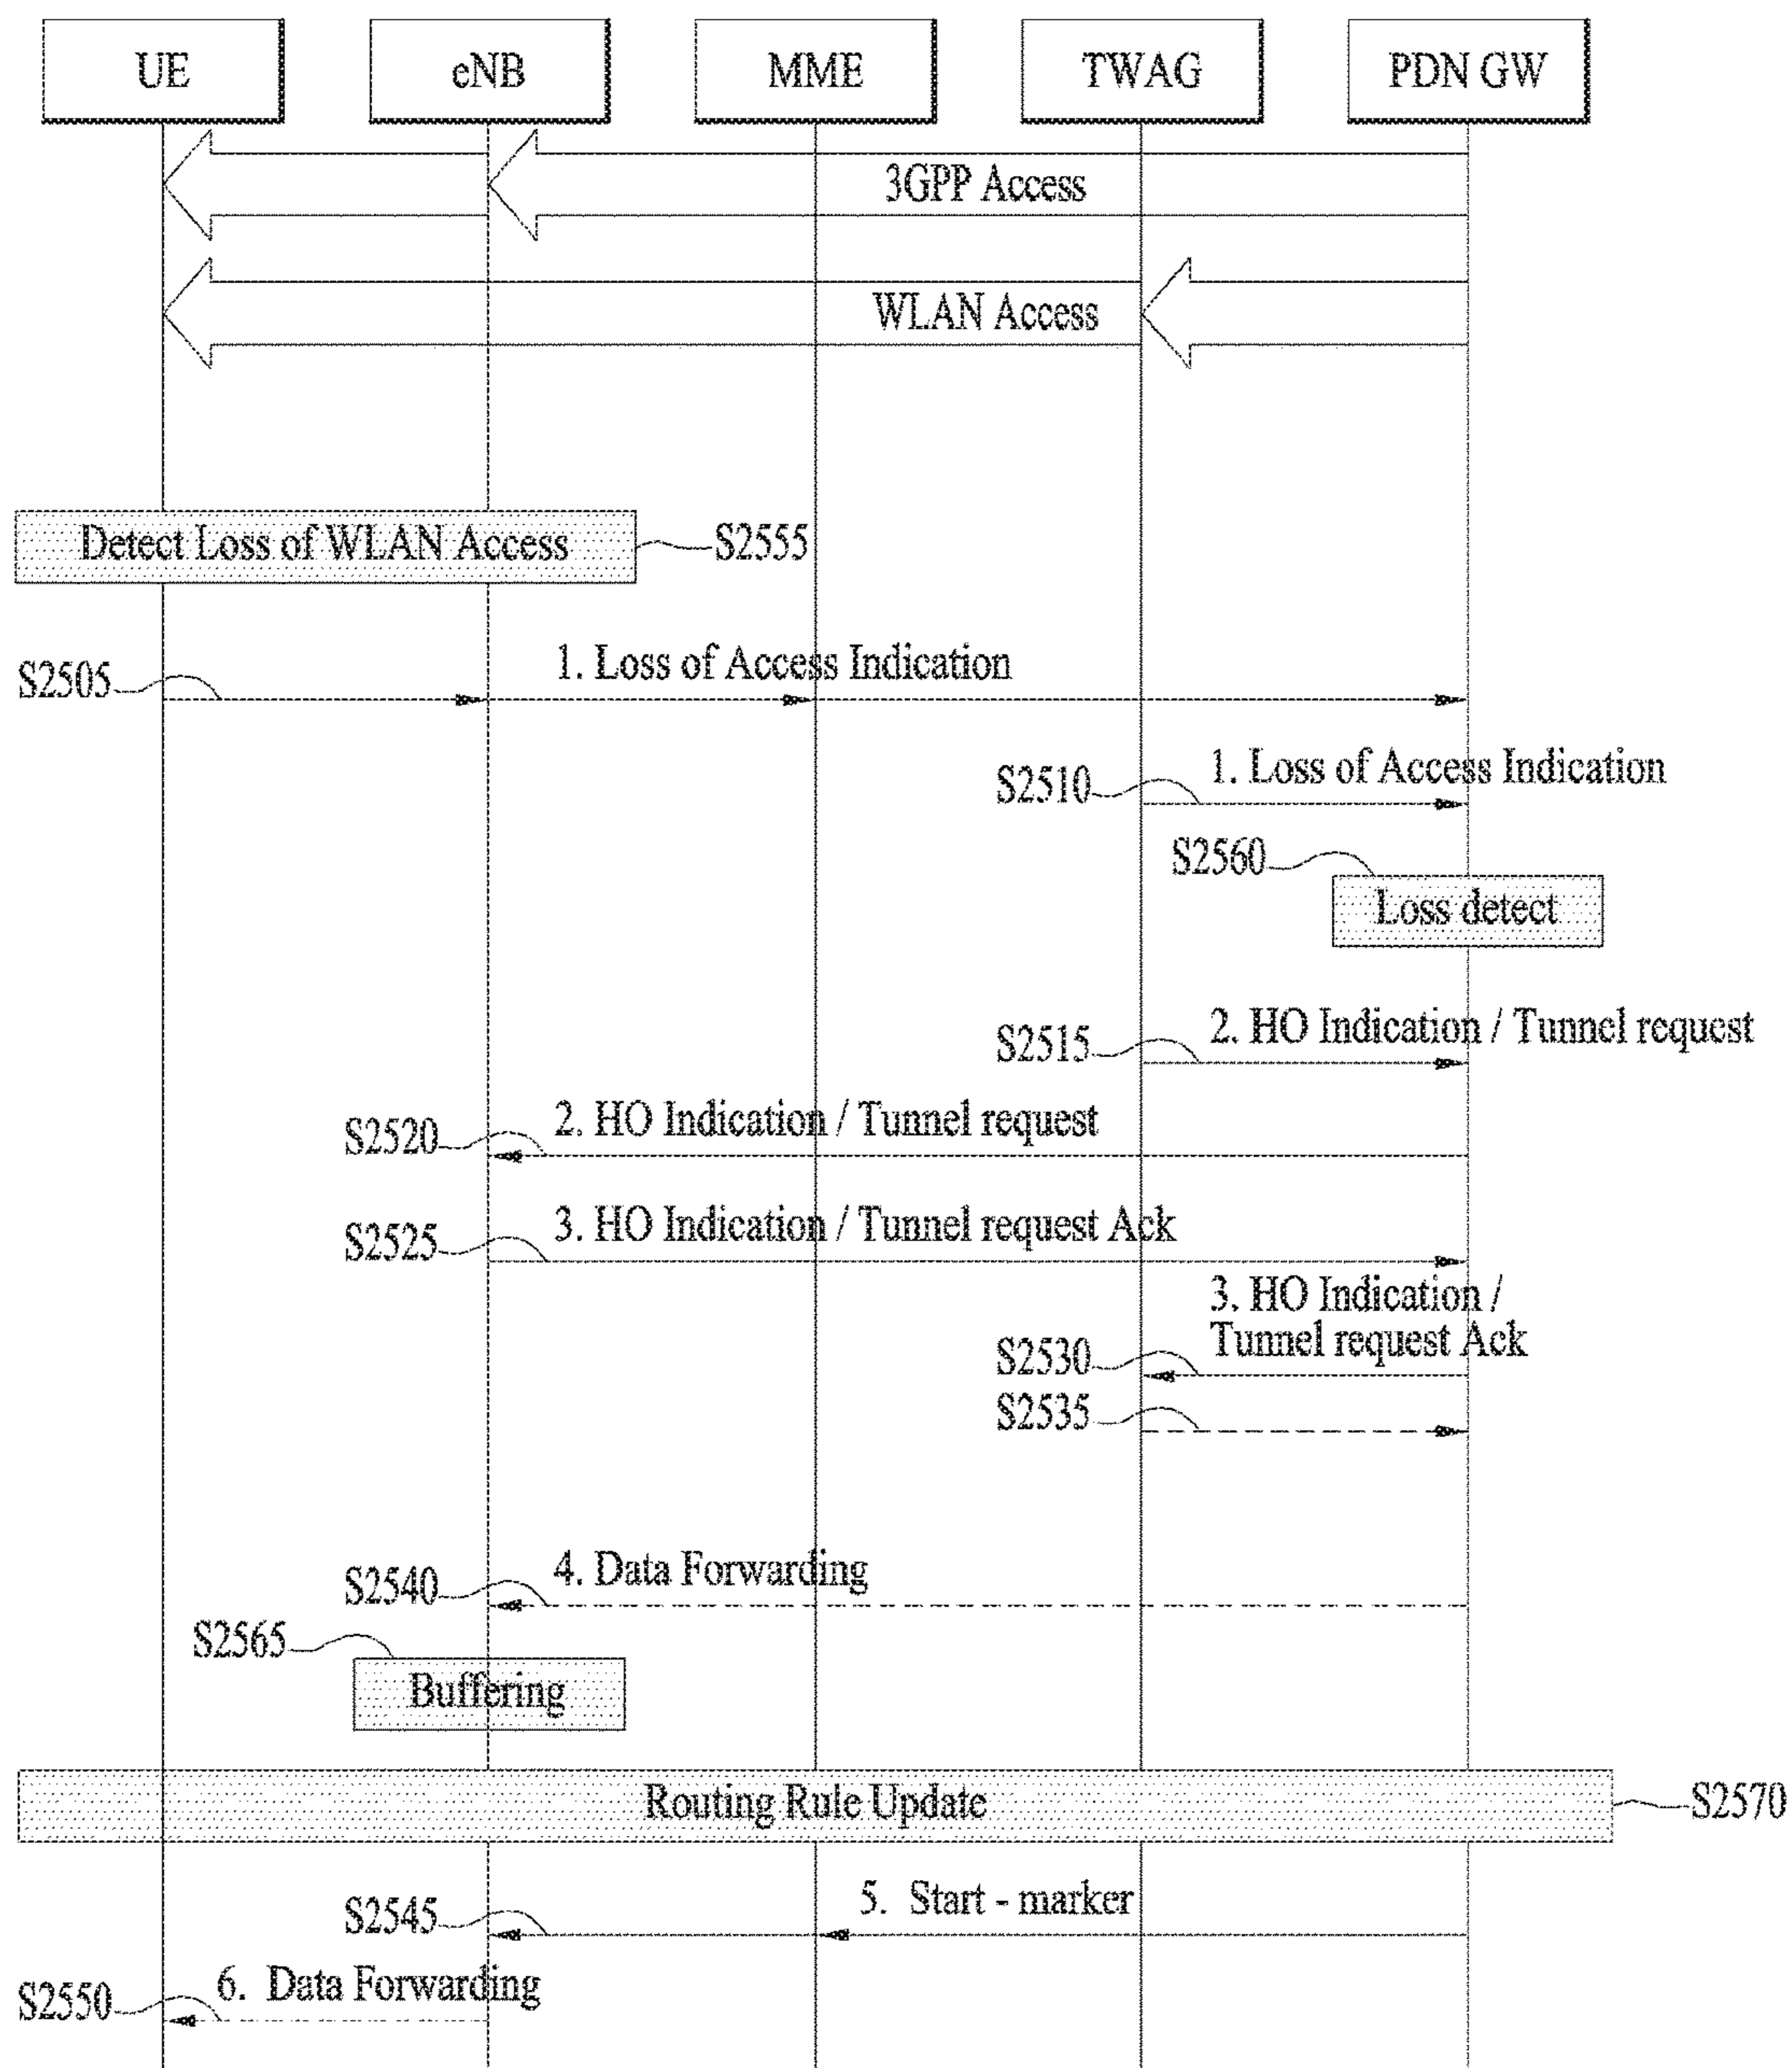 UE
eNB
MME
TWAG
PDN GW
3GPP Access
WLAN Access
Detect Loss of WLAN Access
S2555
1. Loss of Access Indication
S2505
1. Loss of Access Indication
S2510
S2560
Loss detect
2. HO Indication / Tunnel request
S2515
2. HO Indication / Tunnel request
S2520
3. HO Indication / Tunnel request Ack
S2525
3. HO Indication /
Tunnel request Ack
S2530
S2535
4. Data Forwarding
S2540
S2565
Buffering
Routing Rule Update
S2570
5. Start - marker
S2545
6. Data Forwarding
S2550